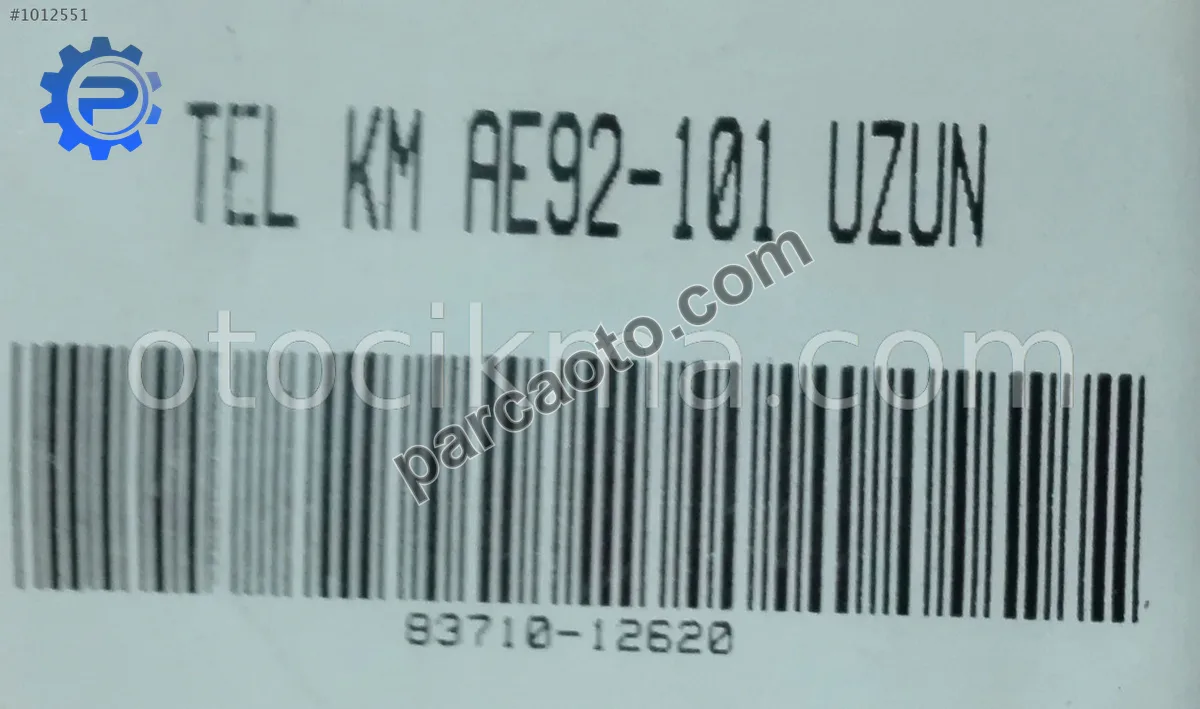 #1012551
TEL KM AE92-101 UZUN
otocikma.com
parcaoto.com
83710-12620